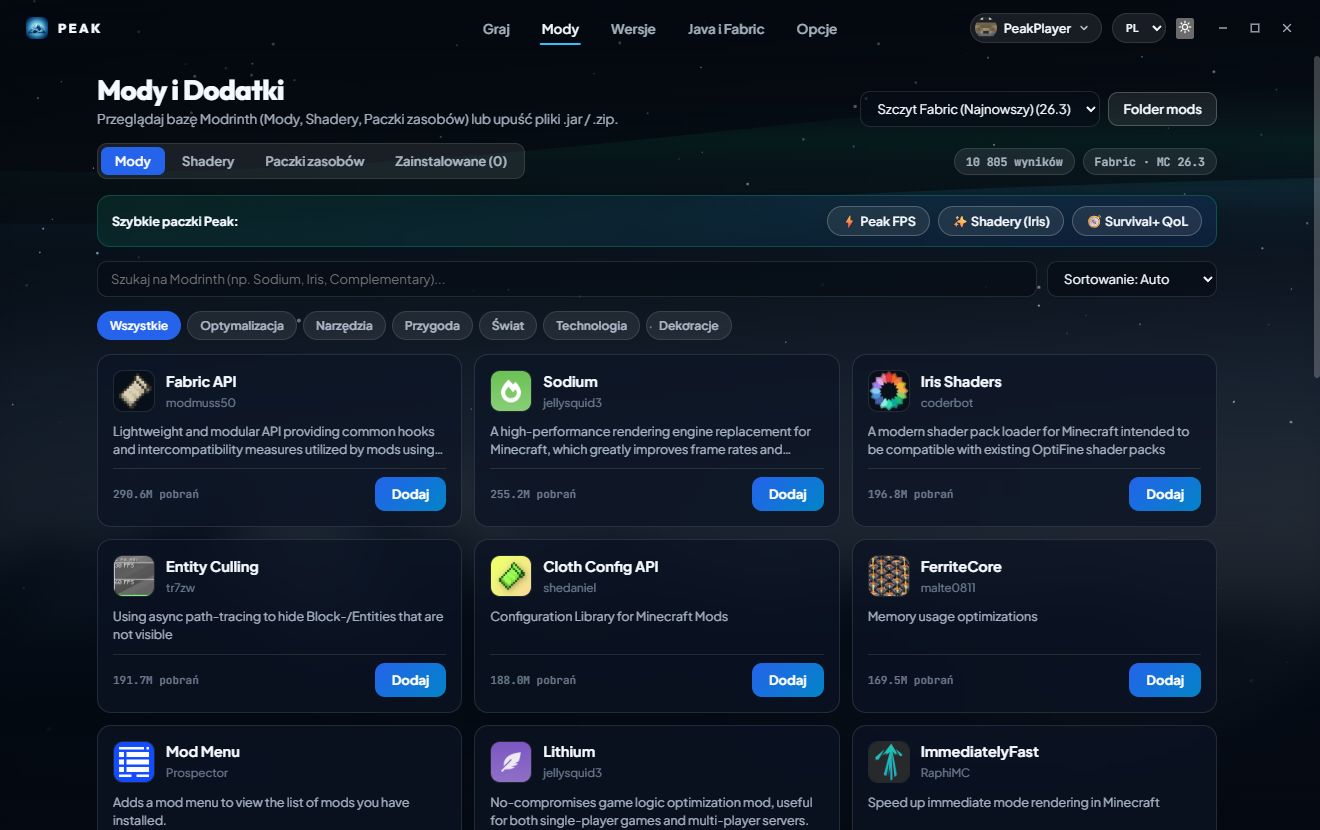 PEAK
Graj
Mody
Wersje
Java i Fabric
Opcje
PeakPlayer
PL
Mody i Dodatki
Przeglądaj bazę Modrinth (Mody, Shadery, Paczki zasobów) lub upuść pliki .jar / .zip.
Szczyt Fabric (Najnowszy) (26.3)
Folder mods
Mody
Shadery
Paczki zasobów
Zainstalowane (0)
10 805 wyników
Fabric · MC 26.3
Szybkie paczki Peak:
Peak FPS
Shadery (Iris)
Survival+ QoL
Szukaj na Modrinth (np. Sodium, Iris, Complementary)...
Sortowanie: Auto
Wszystkie
Optymalizacja
Narzędzia
Przygoda
Świat
Technologia
Dekoracje
Fabric API
modmuss50
Lightweight and modular API providing common hooks
and intercompatibility measures utilized by mods using...
290.6M pobrań
Dodaj
Sodium
jellysquid3
A high-performance rendering engine replacement for
Minecraft, which greatly improves frame rates and...
255.2M pobrań
Dodaj
Iris Shaders
coderbot
A modern shader pack loader for Minecraft intended to
be compatible with existing OptiFine shader packs
196.8M pobrań
Dodaj
Entity Culling
tr7zw
Using async path-tracing to hide Block-/Entities that are
not visible
191.7M pobrań
Dodaj
Cloth Config API
shedaniel
Configuration Library for Minecraft Mods
188.0M pobrań
Dodaj
FerriteCore
malte0811
Memory usage optimizations
169.5M pobrań
Dodaj
Mod Menu
Prospector
Adds a mod menu to view the list of mods you have
installed.
Lithium
jellysquid3
No-compromises game logic optimization mod, useful
for both single-player games and multi-player servers.
ImmediatelyFast
RaphiMC
Speed up immediate mode rendering in Minecraft